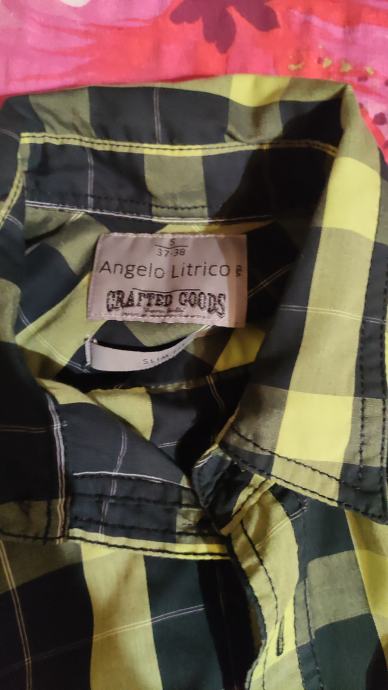 S
37-38
Angelo Litrico ®
CRAFTED GOODS
SLIM